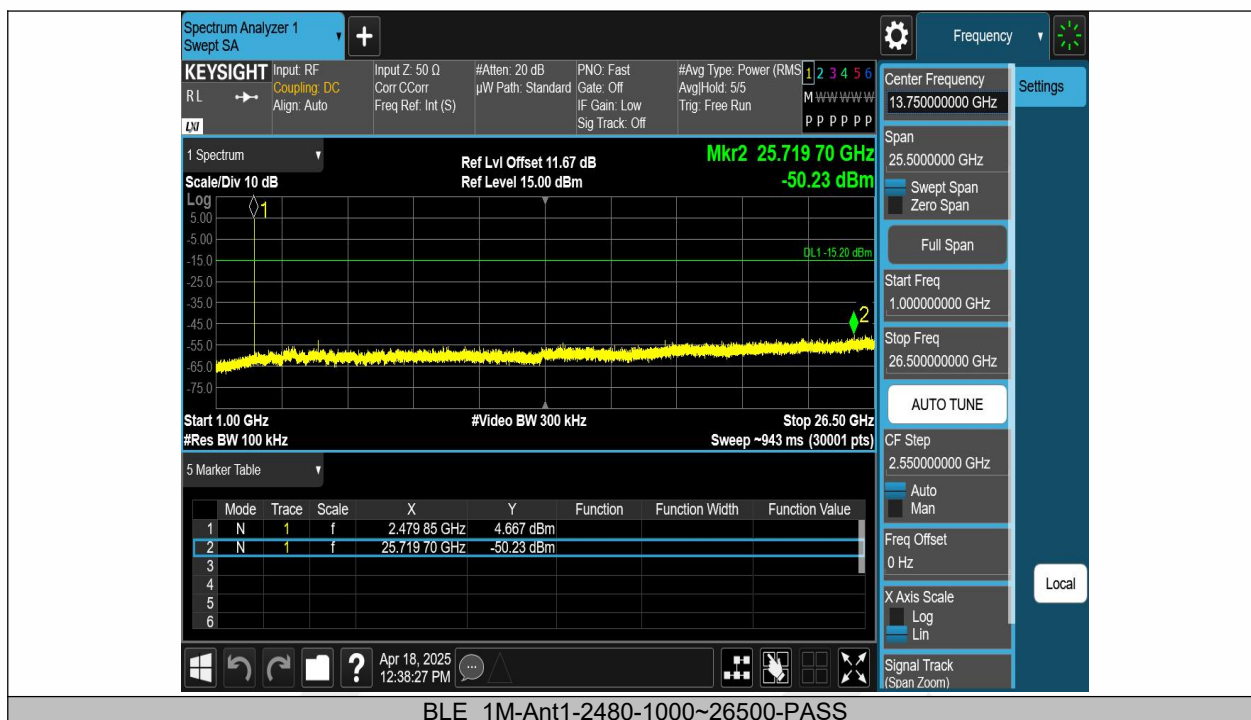 Spectrum Analyzer 1
Swept SA
+
Frequency
KEYSIGHT
RL
LXI
Input: RF
Coupling: DC
Align: Auto
Input Z: 50 Ω
Corr CCorr
Freq Ref: Int (S)
#Atten: 20 dB
µW Path: Standard
PNO: Fast
Gate: Off
IF Gain: Low
Sig Track: Off
#Avg Type: Power (RMS
Avg|Hold: 5/5
Trig: Free Run
1 2 3 4 5 6
M W W W W W
P P P P P P
1 Spectrum
Scale/Div 10 dB
Log
Ref Lvl Offset 11.67 dB
Ref Level 15.00 dBm
Mkr2 25.719 70 GHz
-50.23 dBm
1
5.00
-5.00
-15.0
DL1 -15.20 dBm
-25.0
-35.0
-45.0
2
-55.0
-65.0
-75.0
Start 1.00 GHz
#Video BW 300 kHz
Stop 26.50 GHz
#Res BW 100 kHz
Sweep ~943 ms (30001 pts)
5 Marker Table
Mode Trace Scale X Y Function Function Width Function Value
1 N 1 f 2.479 85 GHz 4.667 dBm
2 N 1 f 25.719 70 GHz -50.23 dBm
3
4
5
6
Center Frequency
13.750000000 GHz
Settings
Span
25.5000000 GHz
Swept Span
Zero Span
Full Span
Start Freq
1.000000000 GHz
Stop Freq
26.500000000 GHz
AUTO TUNE
CF Step
2.550000000 GHz
Auto
Man
Freq Offset
0 Hz
Local
X Axis Scale
Log
Lin
Signal Track
(Span Zoom)
?
Apr 18, 2025
12:38:27 PM
BLE_1M-Ant1-2480-1000~26500-PASS